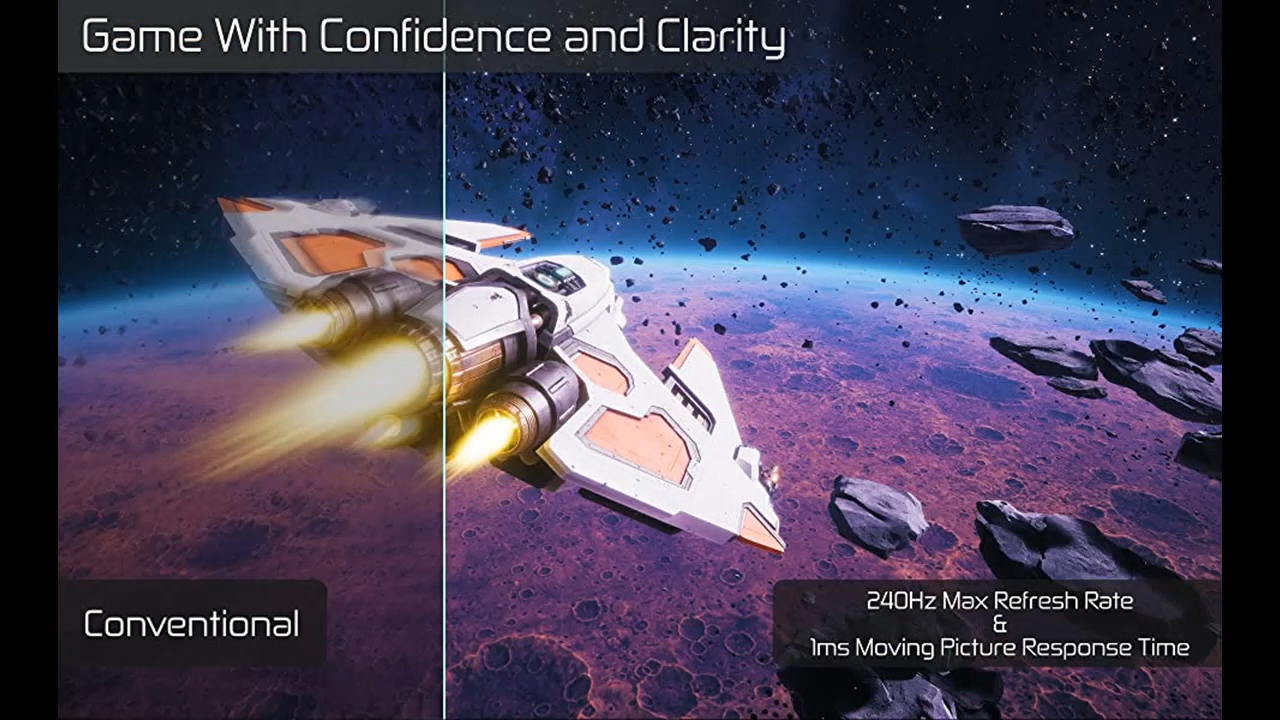 Game With Confidence and Clarity
Conventional
240Hz Max Refresh Rate
&
1ms Moving Picture Response Time